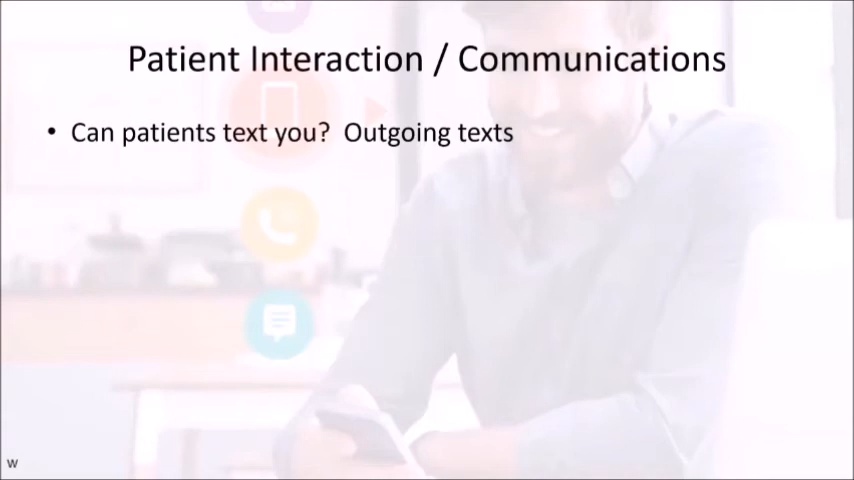 Patient Interaction / Communications
• Can patients text you?  Outgoing texts
W